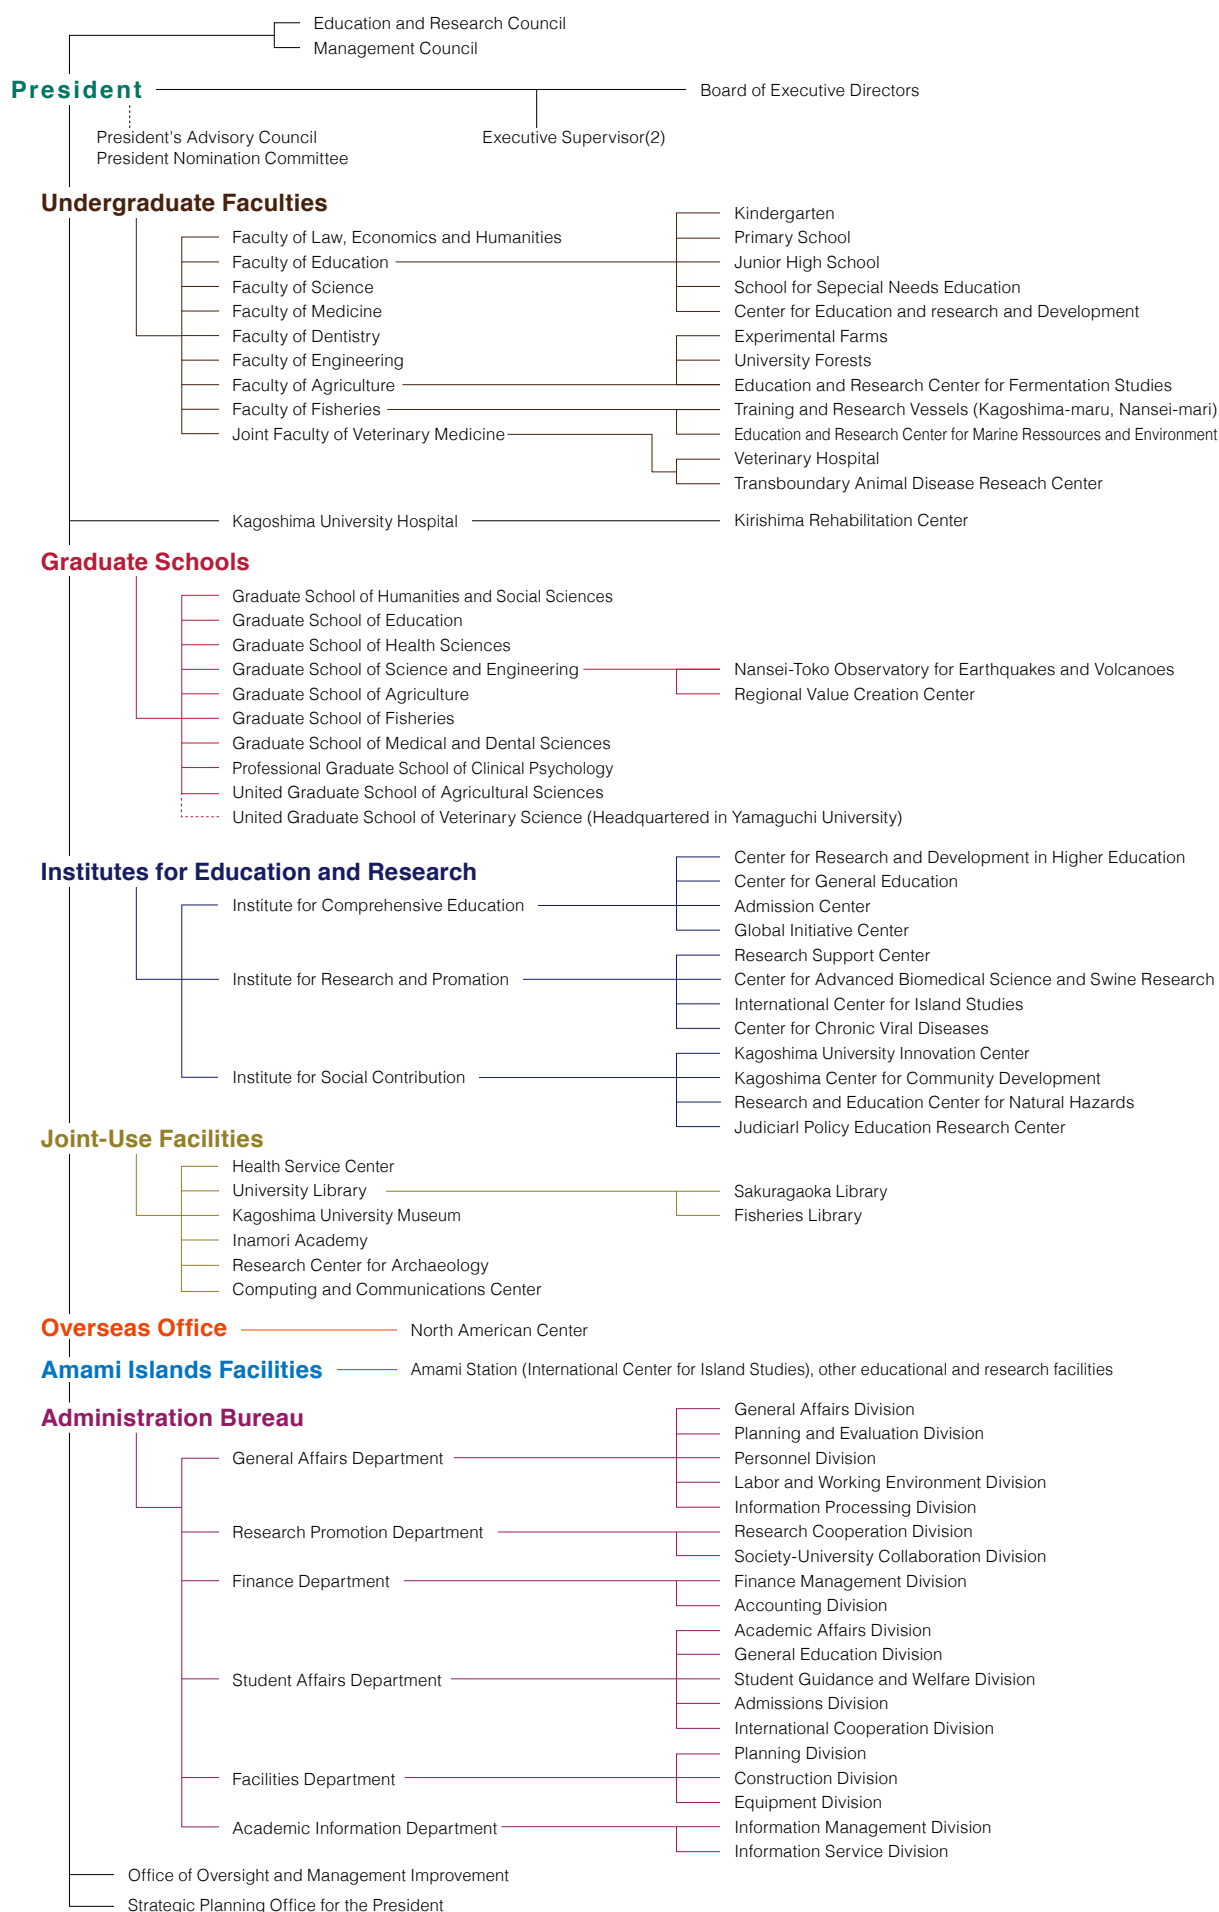 Education and Research Council
Management Council
President
Board of Executive Directors
President's Advisory Council
President Nomination Committee
Executive Supervisor(2)
Undergraduate Faculties
Kindergarten
Faculty of Law, Economics and Humanities
Primary School
Faculty of Education
Junior High School
Faculty of Science
School for Sepecial Needs Education
Faculty of Medicine
Center for Education and research and Development
Faculty of Dentistry
Experimental Farms
Faculty of Engineering
University Forests
Faculty of Agriculture
Education and Research Center for Fermentation Studies
Faculty of Fisheries
Training and Research Vessels (Kagoshima-maru, Nansei-mari)
Joint Faculty of Veterinary Medicine
Education and Research Center for Marine Ressources and Environment
Veterinary Hospital
Transboundary Animal Disease Reseach Center
Kagoshima University Hospital
Kirishima Rehabilitation Center
Graduate Schools
Graduate School of Humanities and Social Sciences
Graduate School of Education
Graduate School of Health Sciences
Graduate School of Science and Engineering
Nansei-Toko Observatory for Earthquakes and Volcanoes
Graduate School of Agriculture
Regional Value Creation Center
Graduate School of Fisheries
Graduate School of Medical and Dental Sciences
Professional Graduate School of Clinical Psychology
United Graduate School of Agricultural Sciences
United Graduate School of Veterinary Science (Headquartered in Yamaguchi University)
Institutes for Education and Research
Center for Research and Development in Higher Education
Center for General Education
Institute for Comprehensive Education
Admission Center
Global Initiative Center
Research Support Center
Institute for Research and Promation
Center for Advanced Biomedical Science and Swine Research
International Center for Island Studies
Center for Chronic Viral Diseases
Kagoshima University Innovation Center
Institute for Social Contribution
Kagoshima Center for Community Development
Research and Education Center for Natural Hazards
Judiciarl Policy Education Research Center
Joint-Use Facilities
Health Service Center
University Library
Sakuragaoka Library
Kagoshima University Museum
Fisheries Library
Inamori Academy
Research Center for Archaeology
Computing and Communications Center
Overseas Office
North American Center
Amami Islands Facilities
Amami Station (International Center for Island Studies), other educational and research facilities
Administration Bureau
General Affairs Division
Planning and Evaluation Division
General Affairs Department
Personnel Division
Labor and Working Environment Division
Information Processing Division
Research Promotion Department
Research Cooperation Division
Society-University Collaboration Division
Finance Department
Finance Management Division
Accounting Division
Academic Affairs Division
General Education Division
Student Affairs Department
Student Guidance and Welfare Division
Admissions Division
International Cooperation Division
Planning Division
Facilities Department
Construction Division
Equipment Division
Academic Information Department
Information Management Division
Information Service Division
Office of Oversight and Management Improvement
Strategic Planning Office for the President